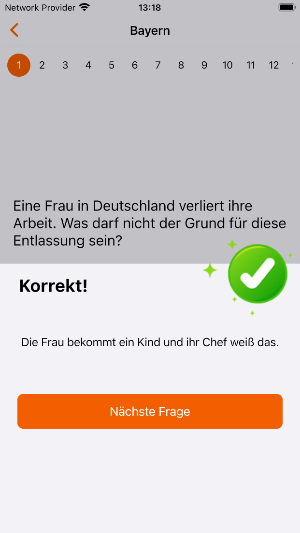 Network Provider 13:18
Bayern
1 2 3 4 5 6 7 8 9 10 11 12
Eine Frau in Deutschland verliert ihre
Arbeit. Was darf nicht der Grund für diese
Entlassung sein?
Korrekt!
Die Frau bekommt ein Kind und ihr Chef weiß das.
Nächste Frage